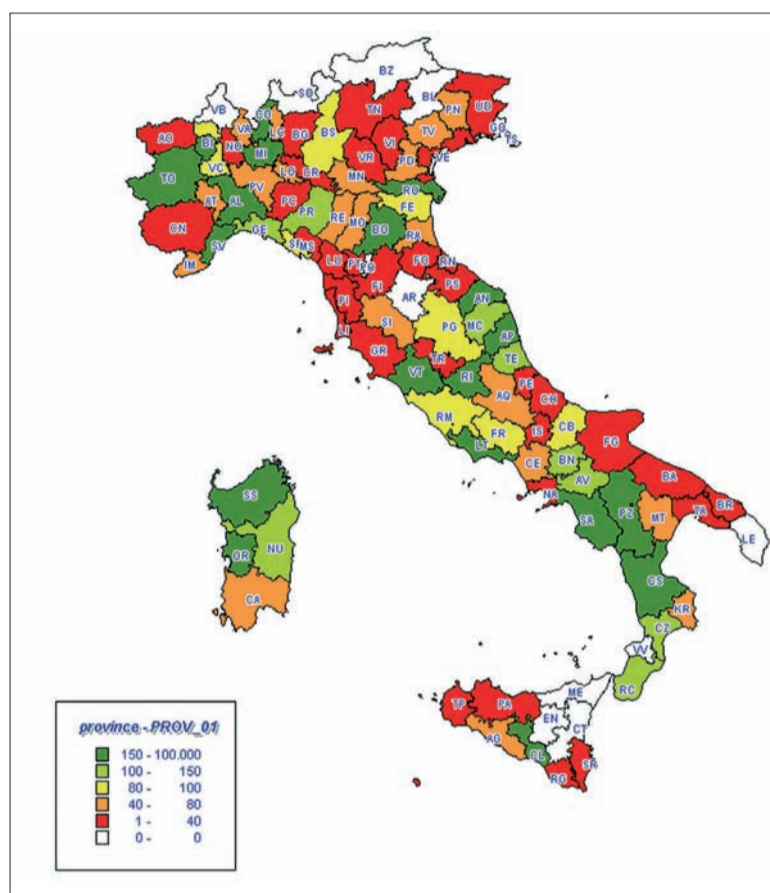 BZ
SO
BL
VB
CO
TN
PN
UD
VA
LC
BG
BS
TV
GO
TS
AO
BI
NO
MI
VI
VR
PD
VE
VC
LO
CR
MN
TO
PV
RO
AT
AL
PC
PR
RE
MO
FE
CN
GE
BO
RA
SV
SP
MS
IM
LU
PT
PO
FO
RN
FI
PS
PI
AR
AN
LI
SI
PG
MC
AP
GR
TE
TR
VT
RI
PE
AQ
CH
RM
FR
IS
CB
LT
FG
CE
BN
AV
BA
NA
SS
SA
PZ
MT
TA
BR
LE
OR
NU
CS
CA
KR
CZ
VV
RC
ME
TP
PA
EN
AG
CT
CL
SR
RG
province - PROV_01
150 - 100.000
100 - 150
80 - 100
40 - 80
1 - 40
0 - 0